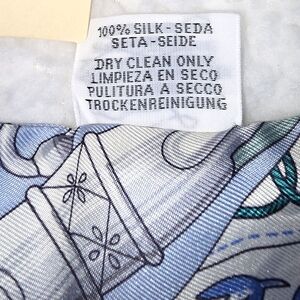 100% SILK - SEDA
SETA - SEIDE
DRY CLEAN ONLY
LIMPIEZA EN SECO
PULITURA A SECCO
TROCKENREINIGUNG